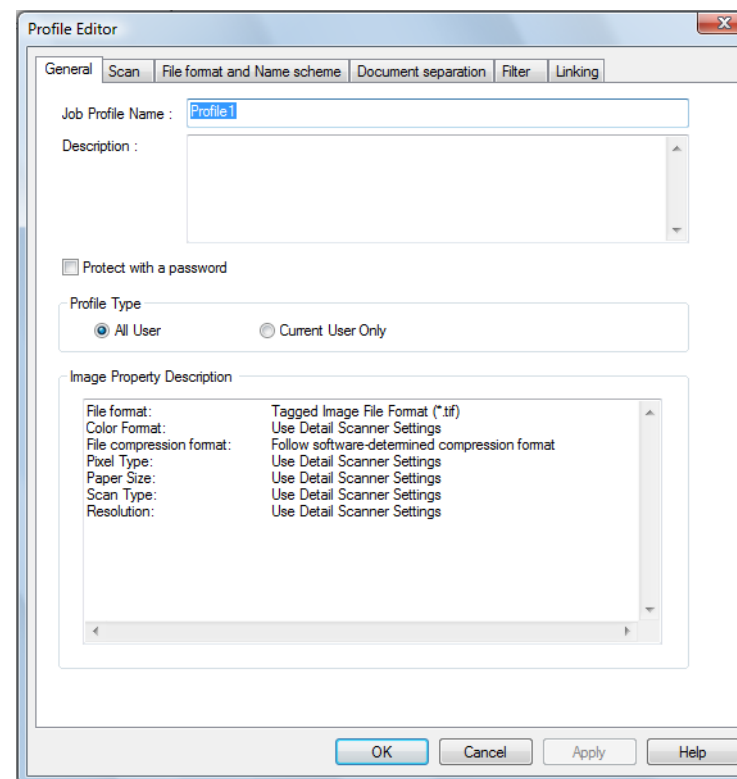 Profile Editor
General Scan File format and Name scheme Document separation Filter Linking
Job Profile Name : Profile1
Description :
Protect with a password
Profile Type
All User Current User Only
Image Property Description
File format: Tagged Image File Format (*.tif)
Color Format: Use Detail Scanner Settings
File compression format: Follow software-determined compression format
Pixel Type: Use Detail Scanner Settings
Paper Size: Use Detail Scanner Settings
Scan Type: Use Detail Scanner Settings
Resolution: Use Detail Scanner Settings
OK Cancel Apply Help